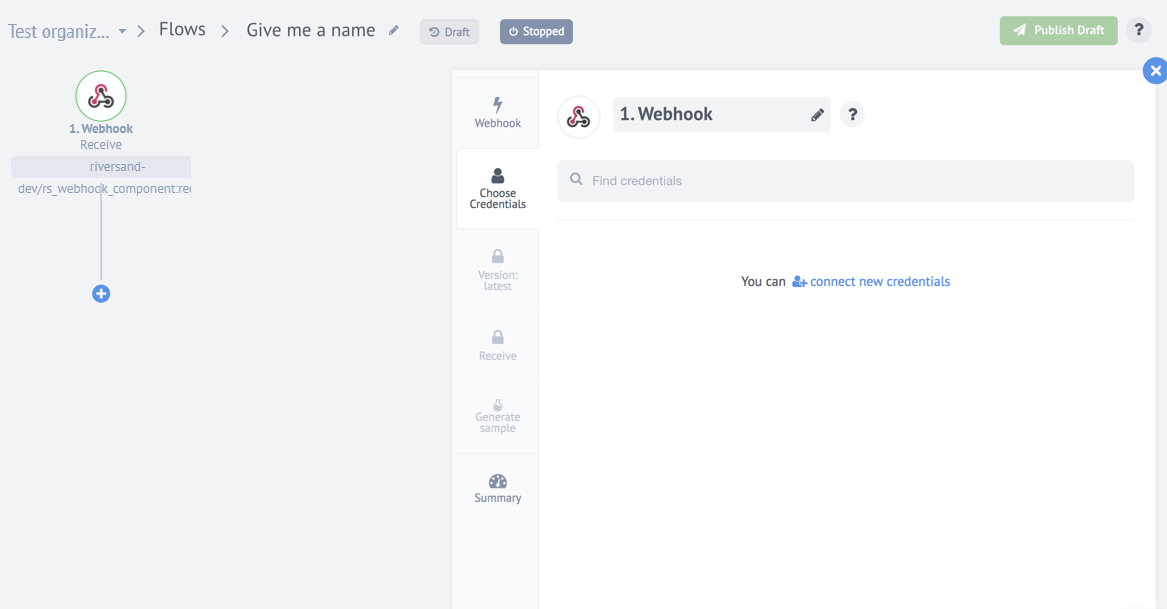 Test organiz... > Flows > Give me a name Draft Stopped Publish Draft ?
1. Webhook
Receive
riversand-
dev/rs_webhook_component:rec
Webhook
Choose
Credentials
Version:
latest
Receive
Generate
sample
Summary
1. Webhook ?
Find credentials
You can connect new credentials